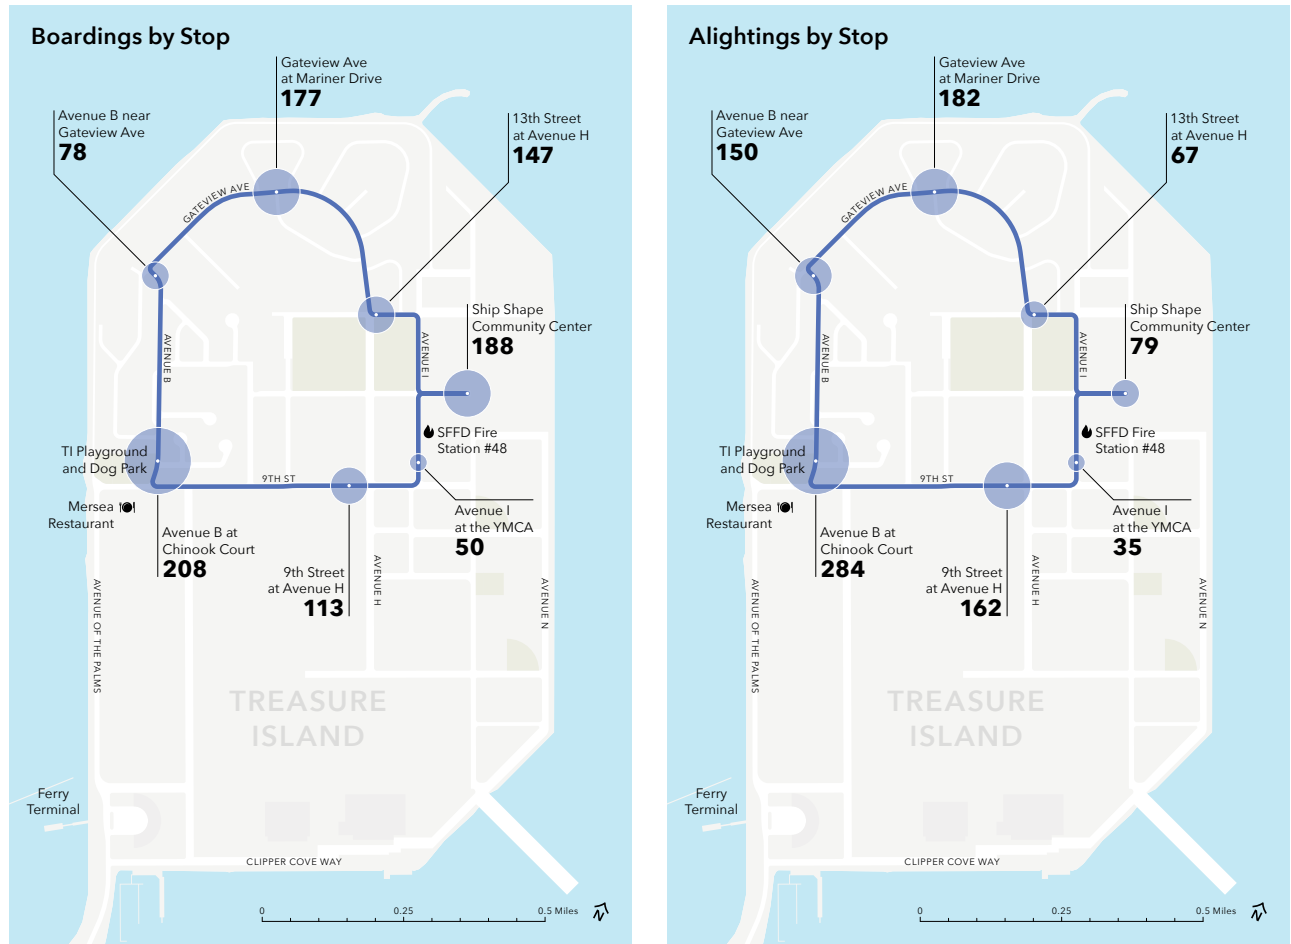 Boardings by Stop
Gateview Ave
at Mariner Drive
177
Avenue B near
Gateview Ave
78
13th Street
at Avenue H
147
GATEVIEW AVE
Ship Shape
Community Center
188
AVENUE B
AVENUE I
SFFD Fire
Station #48
TI Playground
and Dog Park
9TH ST
Mersea
Restaurant
Avenue I
at the YMCA
50
Avenue B at
Chinook Court
208
9th Street
at Avenue H
113
AVENUE H
AVENUE N
AVENUE OF THE PALMS
TREASURE
ISLAND
Ferry
Terminal
CLIPPER COVE WAY
0 0.25 0.5 Miles
N
Alightings by Stop
Gateview Ave
at Mariner Drive
182
Avenue B near
Gateview Ave
150
13th Street
at Avenue H
67
GATEVIEW AVE
Ship Shape
Community Center
79
AVENUE B
AVENUE I
SFFD Fire
Station #48
TI Playground
and Dog Park
9TH ST
Mersea
Restaurant
Avenue I
at the YMCA
35
Avenue B at
Chinook Court
284
9th Street
at Avenue H
162
AVENUE H
AVENUE N
AVENUE OF THE PALMS
TREASURE
ISLAND
Ferry
Terminal
CLIPPER COVE WAY
0 0.25 0.5 Miles
N